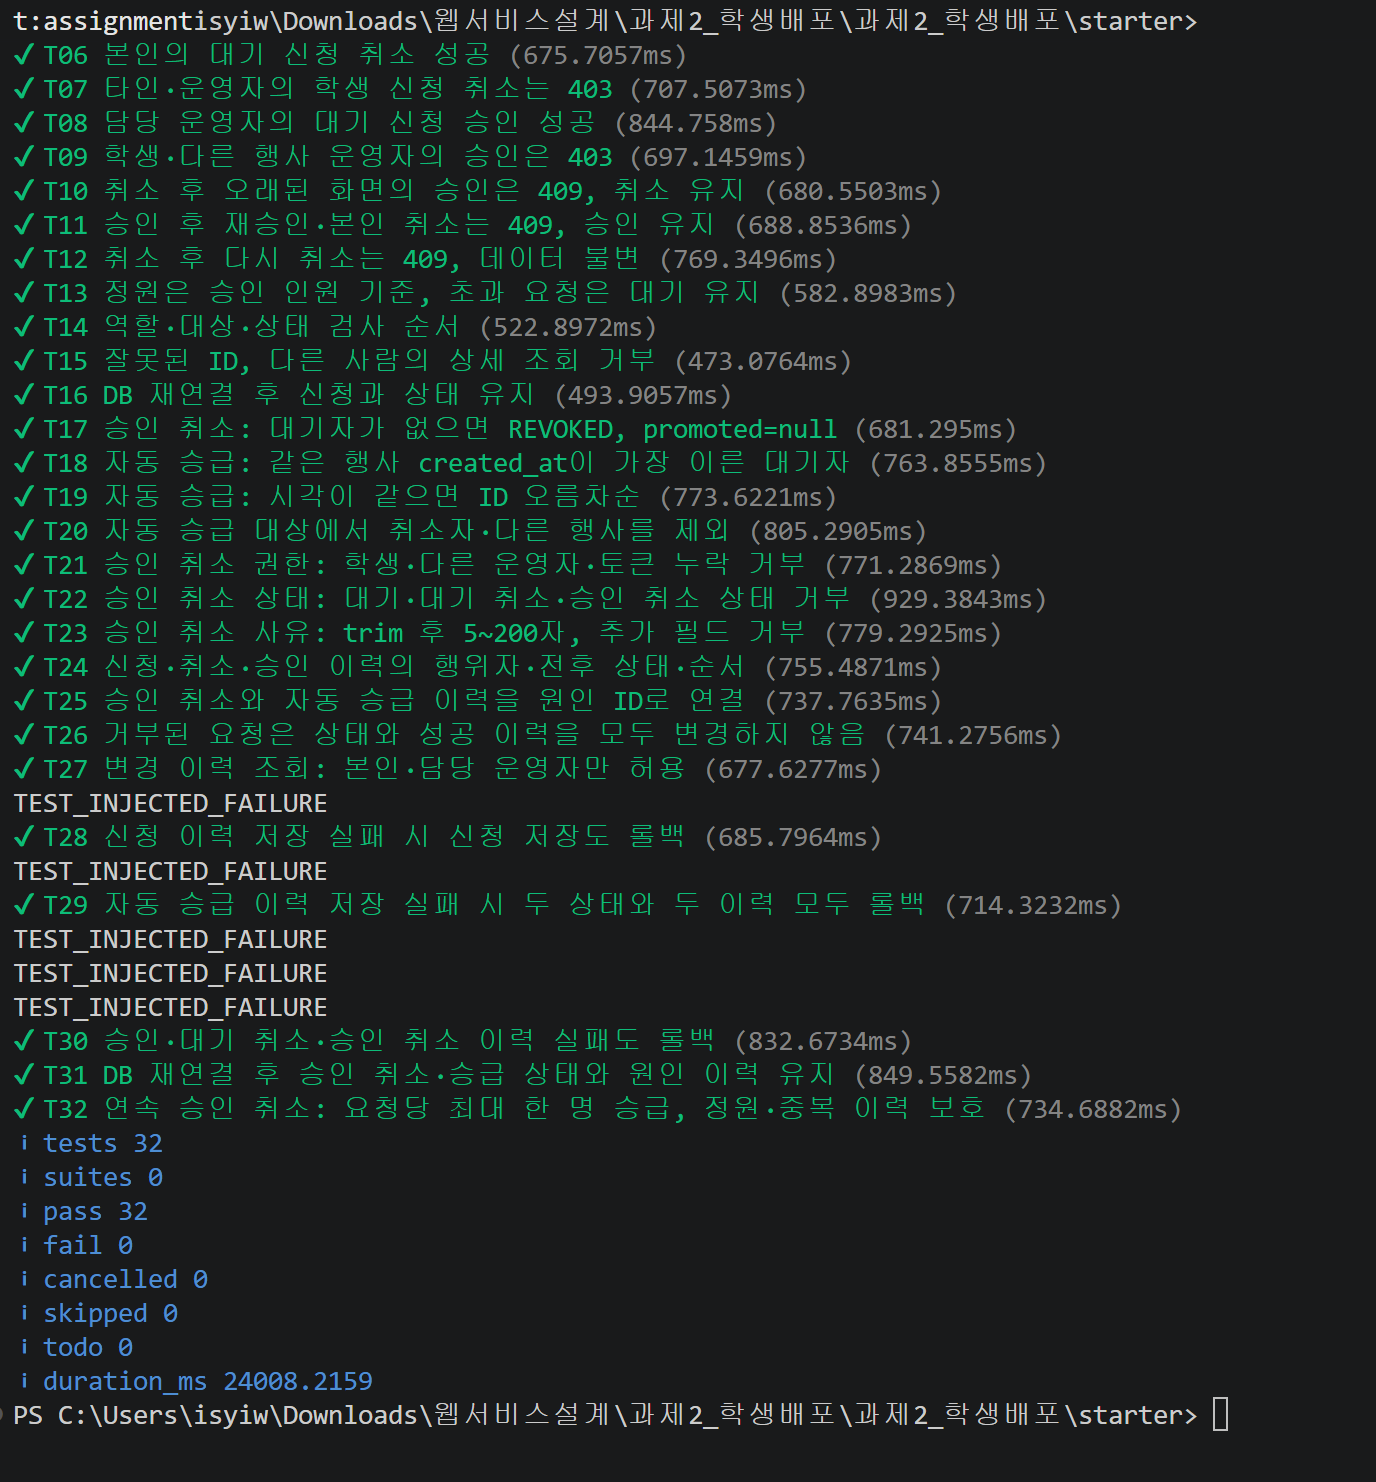 t:assignmentisyiw\Downloads\웹서비스설계\과제2_학생배포\과제2_학생배포\starter>
✓ T06 본인의 대기 신청 취소 성공 (675.7057ms)
✓ T07 타인·운영자의 학생 신청 취소는 403 (707.5073ms)
✓ T08 담당 운영자의 대기 신청 승인 성공 (844.758ms)
✓ T09 학생·다른 행사 운영자의 승인은 403 (697.1459ms)
✓ T10 취소 후 오래된 화면의 승인은 409, 취소 유지 (680.5503ms)
✓ T11 승인 후 재승인·본인 취소는 409, 승인 유지 (688.8536ms)
✓ T12 취소 후 다시 취소는 409, 데이터 불변 (769.3496ms)
✓ T13 정원은 승인 인원 기준, 초과 요청은 대기 유지 (582.8983ms)
✓ T14 역할·대상·상태 검사 순서 (522.8972ms)
✓ T15 잘못된 ID, 다른 사람의 상세 조회 거부 (473.0764ms)
✓ T16 DB 재연결 후 신청과 상태 유지 (493.9057ms)
✓ T17 승인 취소: 대기자가 없으면 REVOKED, promoted=null (681.295ms)
✓ T18 자동 승급: 같은 행사 created_at이 가장 이른 대기자 (763.8555ms)
✓ T19 자동 승급: 시각이 같으면 ID 오름차순 (773.6221ms)
✓ T20 자동 승급 대상에서 취소자·다른 행사를 제외 (805.2905ms)
✓ T21 승인 취소 권한: 학생·다른 운영자·토큰 누락 거부 (771.2869ms)
✓ T22 승인 취소 상태: 대기·대기 취소·승인 취소 상태 거부 (929.3843ms)
✓ T23 승인 취소 사유: trim 후 5~200자, 추가 필드 거부 (779.2925ms)
✓ T24 신청·취소·승인 이력의 행위자·전후 상태·순서 (755.4871ms)
✓ T25 승인 취소와 자동 승급 이력을 원인 ID로 연결 (737.7635ms)
✓ T26 거부된 요청은 상태와 성공 이력을 모두 변경하지 않음 (741.2756ms)
✓ T27 변경 이력 조회: 본인·담당 운영자만 허용 (677.6277ms)
TEST_INJECTED_FAILURE
✓ T28 신청 이력 저장 실패 시 신청 저장도 롤백 (685.7964ms)
TEST_INJECTED_FAILURE
✓ T29 자동 승급 이력 저장 실패 시 두 상태와 두 이력 모두 롤백 (714.3232ms)
TEST_INJECTED_FAILURE
TEST_INJECTED_FAILURE
TEST_INJECTED_FAILURE
✓ T30 승인·대기 취소·승인 취소 이력 실패도 롤백 (832.6734ms)
✓ T31 DB 재연결 후 승인 취소·승급 상태와 원인 이력 유지 (849.5582ms)
✓ T32 연속 승인 취소: 요청당 최대 한 명 승급, 정원·중복 이력 보호 (734.6882ms)
ℹ tests 32
ℹ suites 0
ℹ pass 32
ℹ fail 0
ℹ cancelled 0
ℹ skipped 0
ℹ todo 0
ℹ duration_ms 24008.2159
PS C:\Users\isyiw\Downloads\웹서비스설계\과제2_학생배포\과제2_학생배포\starter>